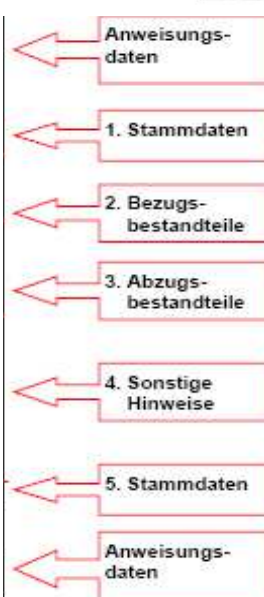 Anweisungs-
daten
1. Stammdaten
2. Bezugs-
bestandteile
3. Abzugs-
bestandteile
4. Sonstige
Hinweise
5. Stammdaten
Anweisungs-
daten